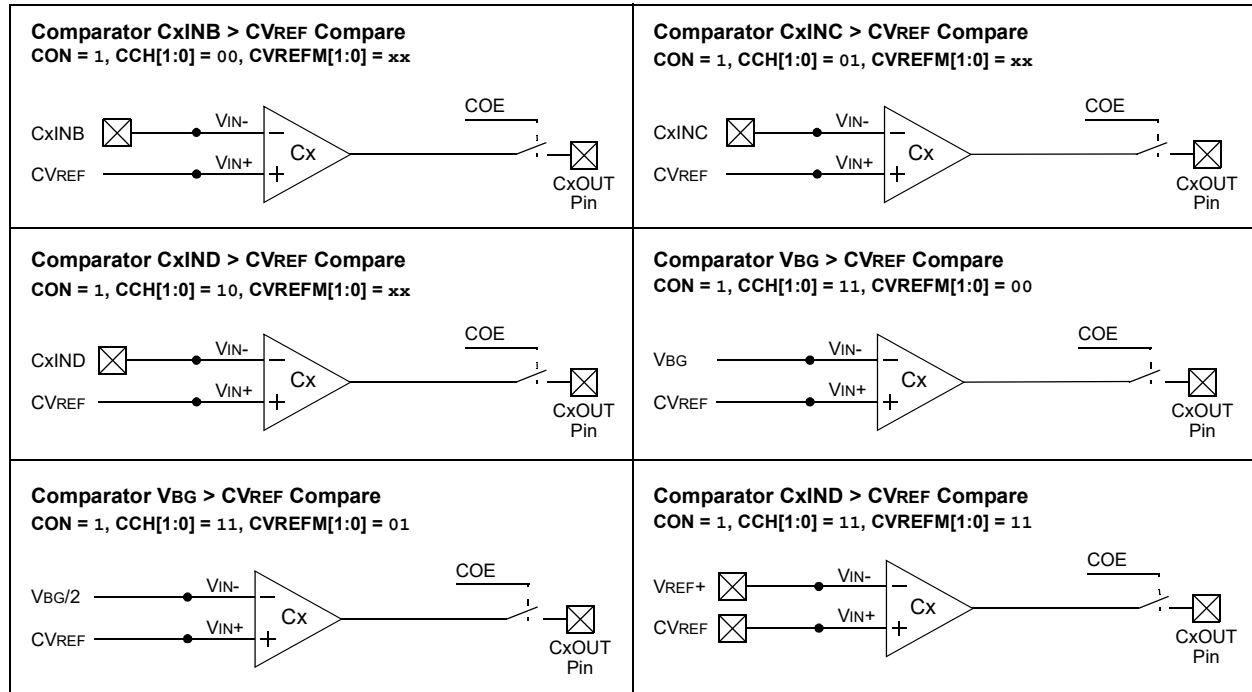 Comparator CxINB > CVREF Compare
CON = 1, CCH[1:0] = 00, CVREFM[1:0] = xx
COE
CxINB
VIN-
Cx
CVREF
VIN+
CxOUT
Pin
Comparator CxINC > CVREF Compare
CON = 1, CCH[1:0] = 01, CVREFM[1:0] = xx
COE
CxINC
VIN-
Cx
CVREF
VIN+
CxOUT
Pin
Comparator CxIND > CVREF Compare
CON = 1, CCH[1:0] = 10, CVREFM[1:0] = xx
COE
CxIND
VIN-
Cx
CVREF
VIN+
CxOUT
Pin
Comparator VBG > CVREF Compare
CON = 1, CCH[1:0] = 11, CVREFM[1:0] = 00
COE
VBG
VIN-
Cx
CVREF
VIN+
CxOUT
Pin
Comparator VBG > CVREF Compare
CON = 1, CCH[1:0] = 11, CVREFM[1:0] = 01
COE
VBG/2
VIN-
Cx
CVREF
VIN+
CxOUT
Pin
Comparator CxIND > CVREF Compare
CON = 1, CCH[1:0] = 11, CVREFM[1:0] = 11
COE
VREF+
VIN-
Cx
CVREF
VIN+
CxOUT
Pin